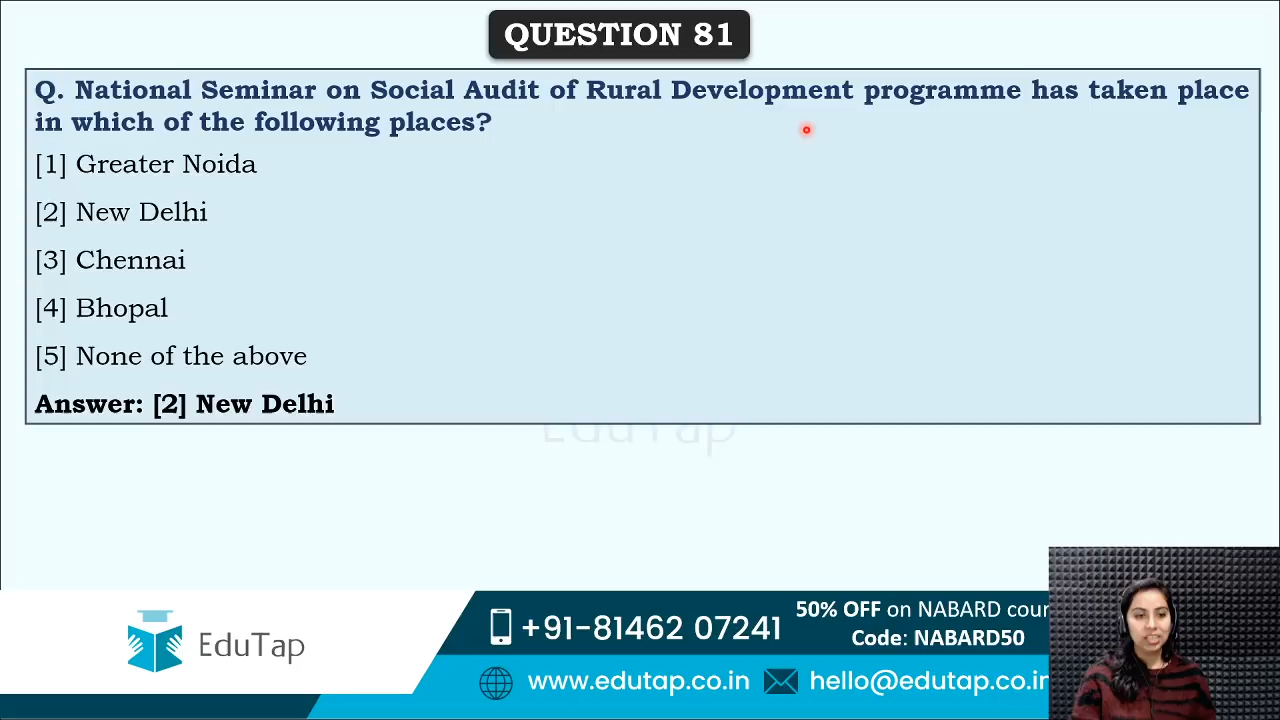 QUESTION 81
Q. National Seminar on Social Audit of Rural Development programme has taken place
in which of the following places?
[1] Greater Noida
[2] New Delhi
[3] Chennai
[4] Bhopal
[5] None of the above
Answer: [2] New Delhi
EduTap
EduTap
+91-81462 07241
50% OFF on NABARD cour
Code: NABARD50
www.edutap.co.in
hello@edutap.co.in